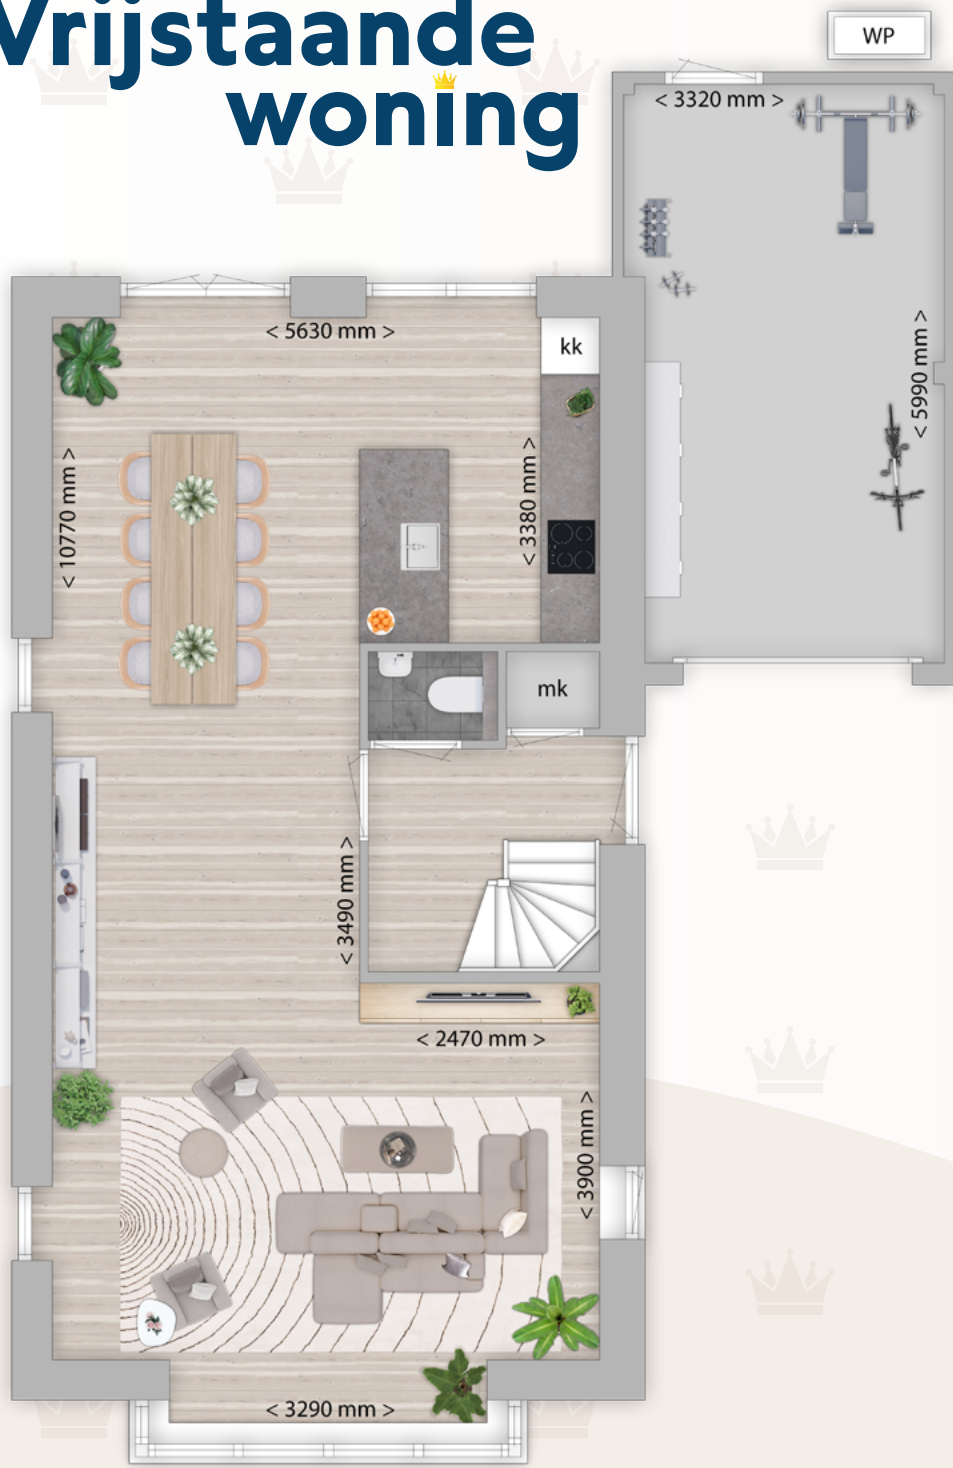 Vrijstaande
woning
WP
< 3320 mm >
< 5630 mm >
kk
< 5990 mm >
< 10770 mm >
< 3380 mm >
mk
< 3490 mm >
< 2470 mm >
< 3900 mm >
< 3290 mm >